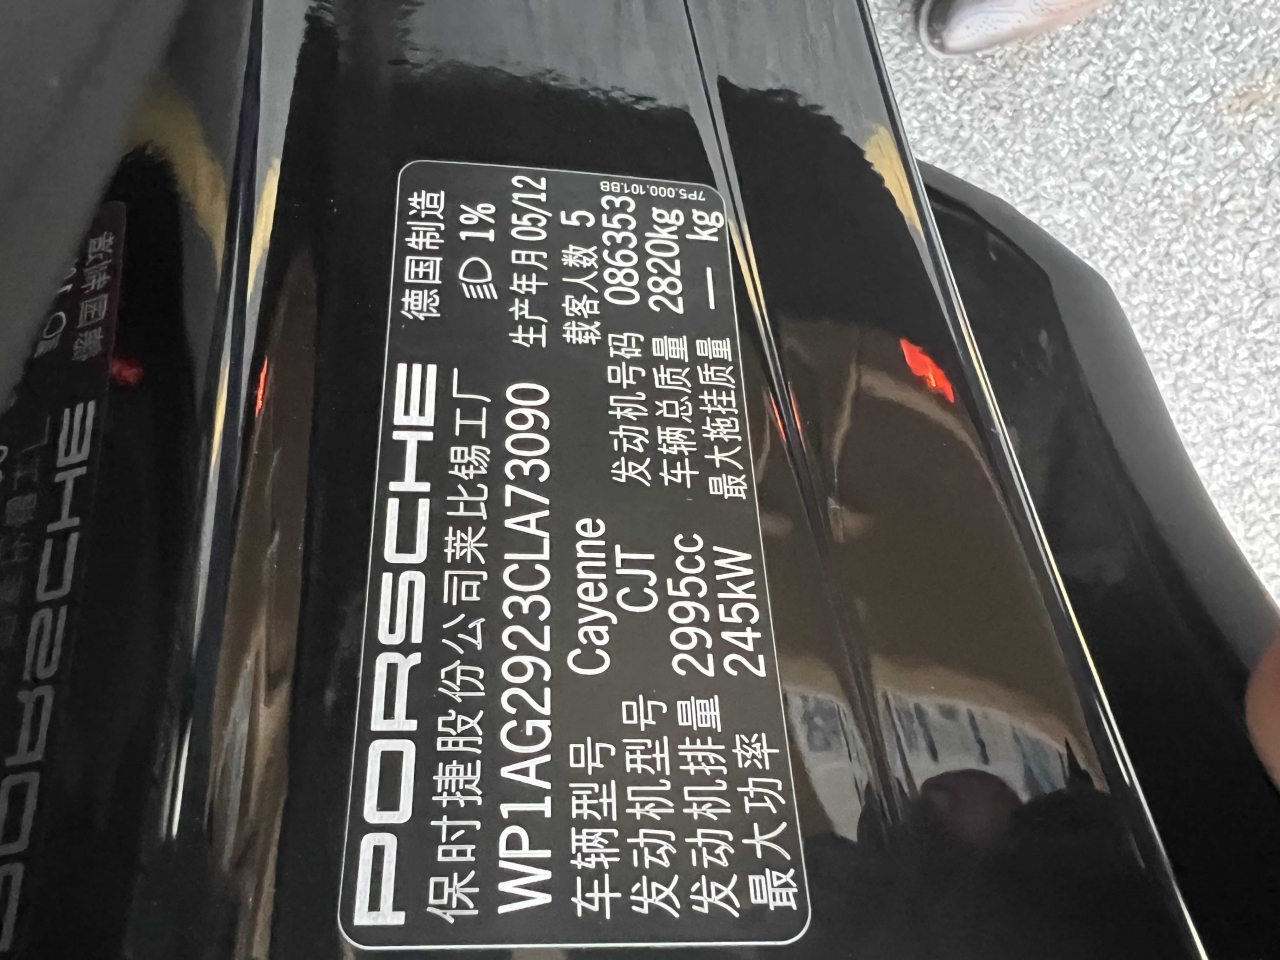 PORSCHE 德国制造
保时捷股份公司莱比锡工厂 1%
WP1AG2923CLA73090 生产年月 05/12
车辆型号 Cayenne 载客人数 5
发动机型号 CJT 发动机号码 086353
发动机排量 2995cc 车辆总质量 2820kg
最大功率 245kW 最大拖挂质量 — kg
7P5.000.101.BB